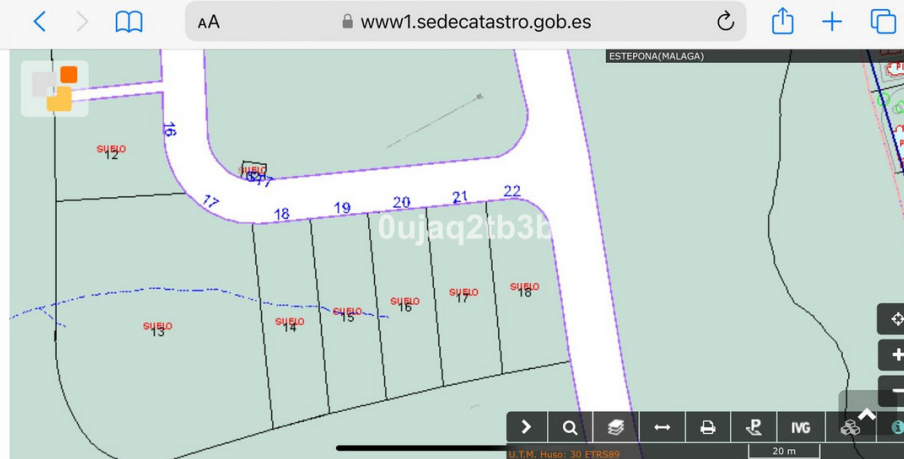 AA
www1.sedecatastro.gob.es
ESTEPONA(MALAGA)
16
SUELO
12
SUELO
17
18
19
20
21
22
0ujaq2tb3b
SUELO
13
SUELO
14
SUELO
15
SUELO
16
SUELO
17
SUELO
18
IVG
U.T.M. Huso: 30 ETRS89
20 m